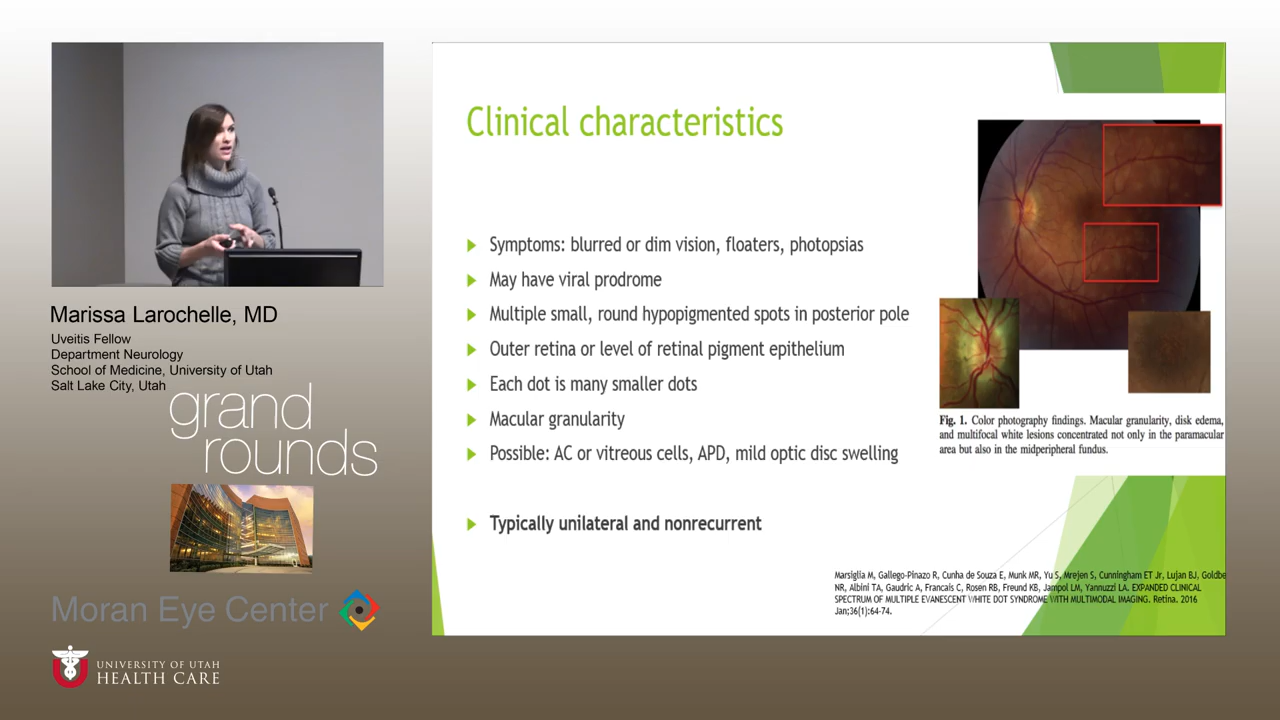 Marissa Larochelle, MD
Uveitis Fellow
Department Neurology
School of Medicine, University of Utah
Salt Lake City, Utah
grand
rounds
Moran Eye Center
UNIVERSITY OF UTAH
HEALTH CARE
Clinical characteristics
Symptoms: blurred or dim vision, floaters, photopsias
May have viral prodrome
Multiple small, round hypopigmented spots in posterior pole
Outer retina or level of retinal pigment epithelium
Each dot is many smaller dots
Macular granularity
Possible: AC or vitreous cells, APD, mild optic disc swelling
Typically unilateral and nonrecurrent
Fig. 1. Color photography findings. Macular granularity, disk edema,
and multifocal white lesions concentrated not only in the paramacular
area but also in the midperipheral fundus.
Marsiglia M, Gallego-Pinazo R, Cunha de Souza E, Munk MR, Yu S, Mrejen S, Cunningham ET Jr, Lujan BJ, Goldbe
NR, Albini TA, Gaudric A, Francais C, Rosen RB, Freund KB, Jampol LM, Yannuzzi LA. EXPANDED CLINICAL
SPECTRUM OF MULTIPLE EVANESCENT WHITE DOT SYNDROME WITH MULTIMODAL IMAGING. Retina. 2016
Jan;36(1):64-74.